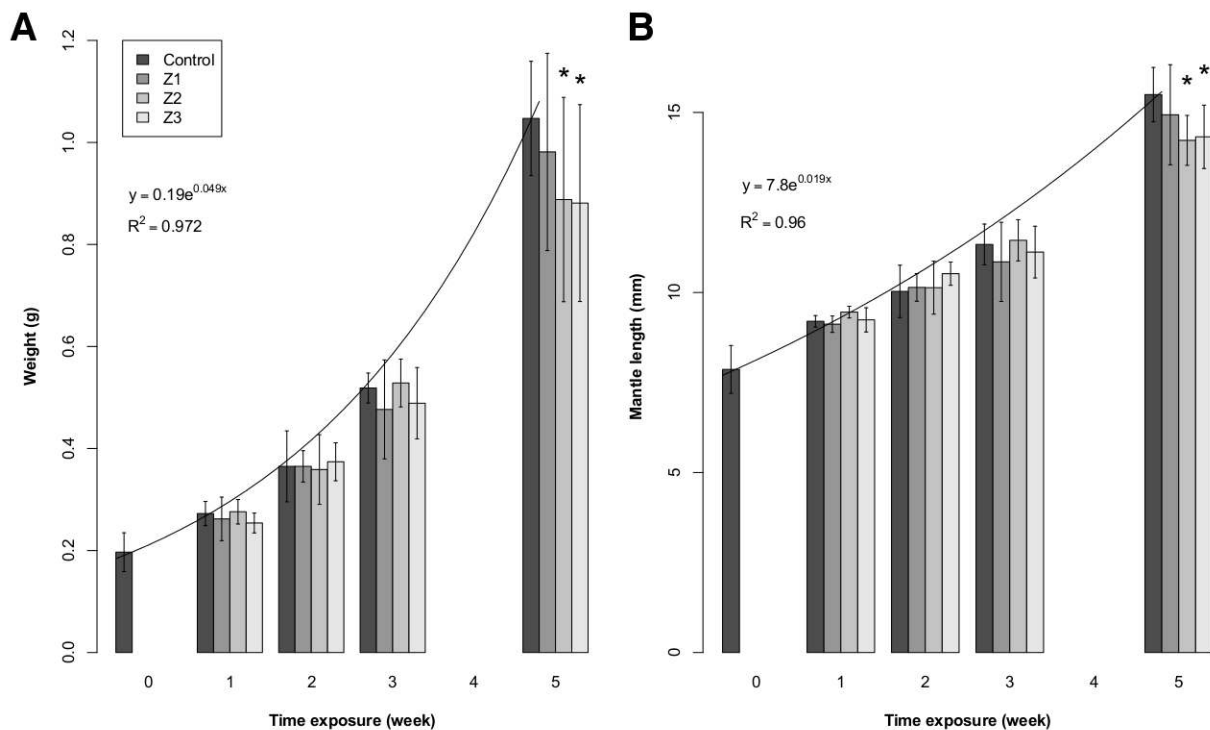 A
B
1.2
1.0
0.8
0.6
0.4
0.2
0.0
Weight (g)
Control
Z1
Z2
Z3
y = 0.19e^0.049x
R² = 0.972
* *
0 1 2 3 4 5
Time exposure (week)
15
10
5
0
Mantle length (mm)
y = 7.8e^0.019x
R² = 0.96
* *
0 1 2 3 4 5
Time exposure (week)